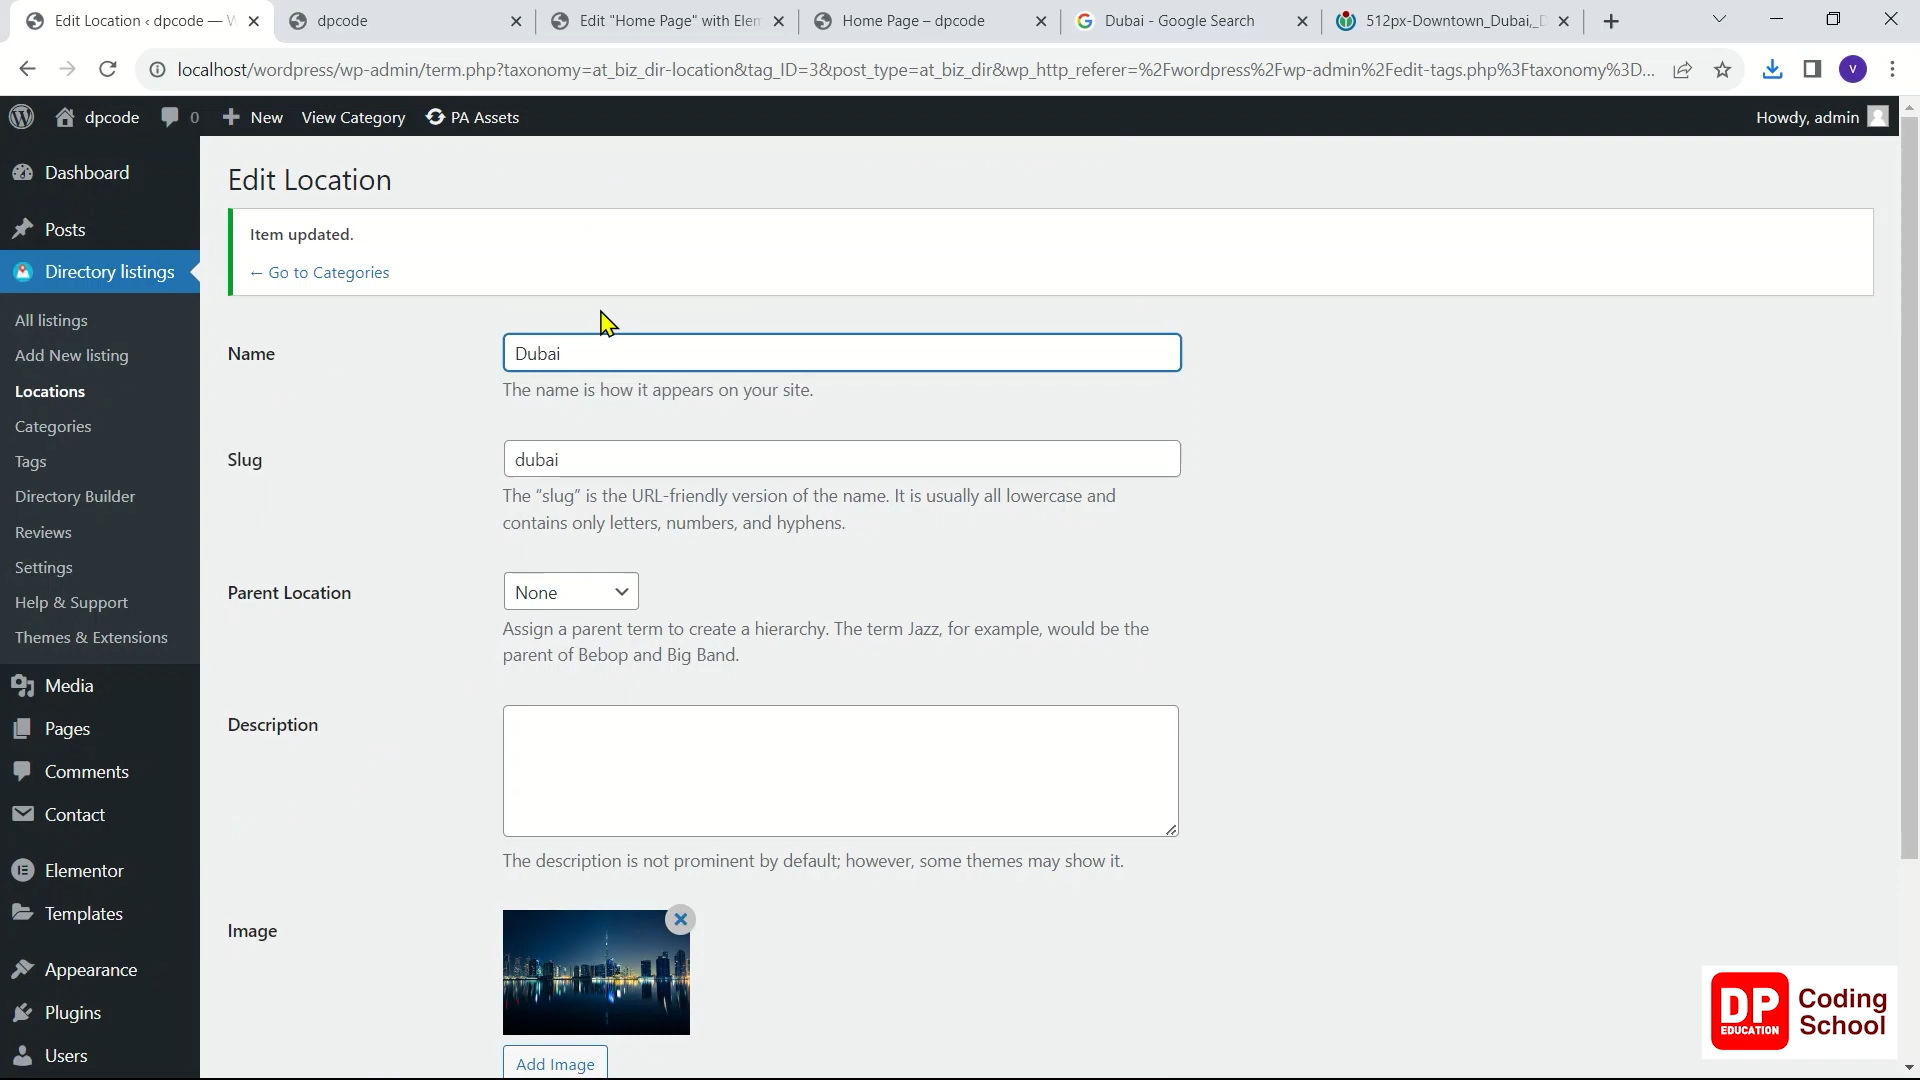 Edit Location ‹ dpcode — W
dpcode
Edit "Home Page" with Elem
Home Page – dpcode
Dubai - Google Search
512px-Downtown_Dubai,_D
localhost/wordpress/wp-admin/term.php?taxonomy=at_biz_dir-location&tag_ID=3&post_type=at_biz_dir&wp_http_referer=%2Fwordpress%2Fwp-admin%2Fedit-tags.php%3Ftaxonomy%3D...
V
dpcode
0
New
View Category
PA Assets
Howdy, admin
Dashboard
Posts
Directory listings
All listings
Add New listing
Locations
Categories
Tags
Directory Builder
Reviews
Settings
Help & Support
Themes & Extensions
Media
Pages
Comments
Contact
Elementor
Templates
Appearance
Plugins
Users
Edit Location
Item updated.
← Go to Categories
Name
Dubai
The name is how it appears on your site.
Slug
dubai
The “slug” is the URL-friendly version of the name. It is usually all lowercase and
contains only letters, numbers, and hyphens.
Parent Location
None
Assign a parent term to create a hierarchy. The term Jazz, for example, would be the
parent of Bebop and Big Band.
Description
The description is not prominent by default; however, some themes may show it.
Image
Add Image
DP
EDUCATION
Coding
School